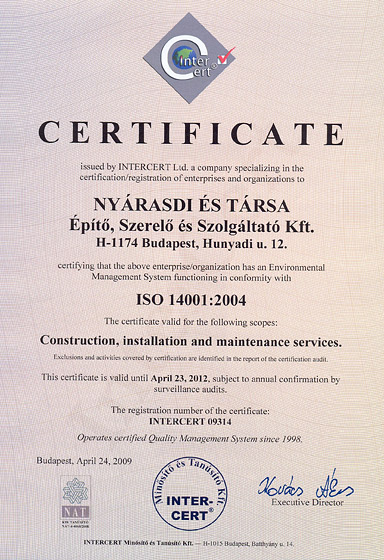 inter
Cert®
CERTIFICATE
issued by INTERCERT Ltd. a company specializing in the
certification/registration of enterprises and organizations to
NYÁRASDI ÉS TÁRSA
Építő, Szerelő és Szolgáltató Kft.
H-1174 Budapest, Hunyadi u. 12.
certifying that the above enterprise/organization has an Environmental
Management System functioning in conformity with
ISO 14001:2004
The certificate valid for the following scopes:
Construction, installation and maintenance services.
Exclusions and activities covered by certification are identified in the report of the certification audit.
This certificate is valid until April 23, 2012, subject to annual confirmation by
surveillance audits.
The registration number of the certificate:
INTERCERT 09314
Operates certified Quality Management System since 1998.
Budapest, April 24, 2009
NAT
Minősítő és Tanúsító Kft.
INTER-
CERT®
Executive Director
INTERCERT Minősítő és Tanúsító Kft. — H-1015 Budapest, Batthyány u. 14.